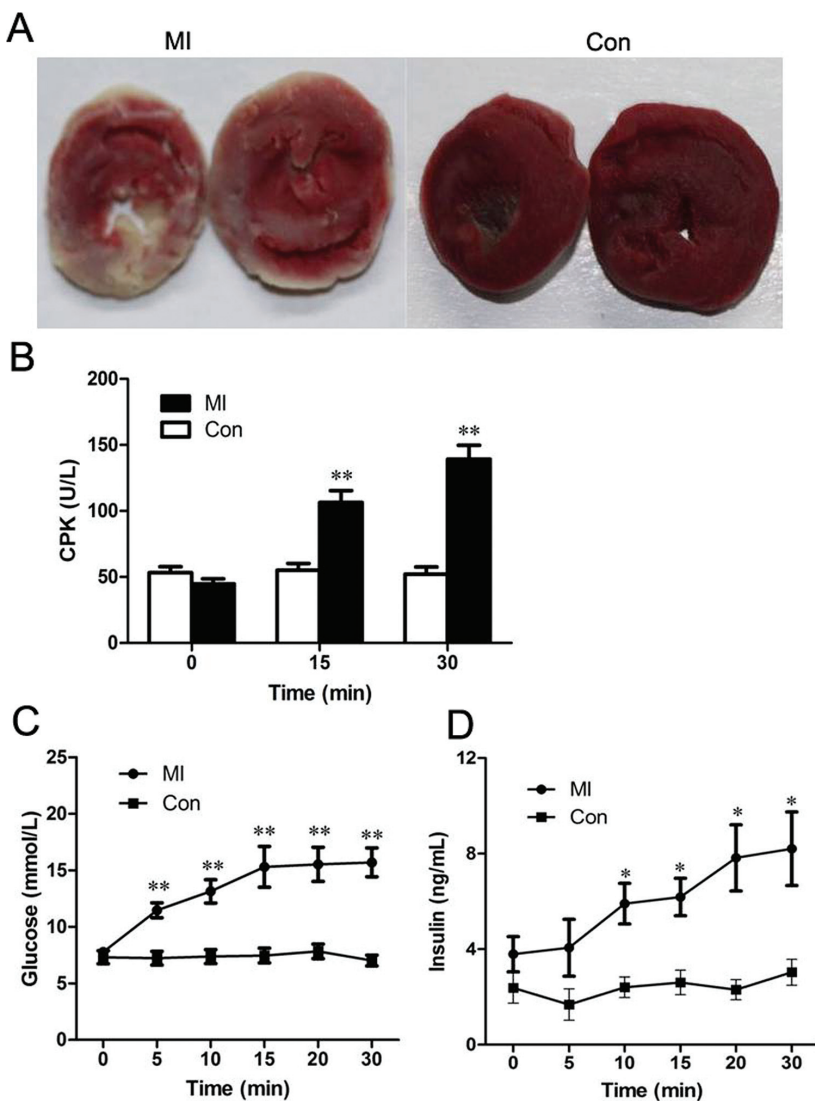 A
MI Con
B
200
150
100
50
0
CPK (U/L)
MI
Con
**
**
0 15 30
Time (min)
C
25
20
15
10
5
0
Glucose (mmol/L)
MI
Con
** ** ** ** **
0 5 10 15 20 30
Time (min)
D
12
8
4
0
Insulin (ng/mL)
MI
Con
* * * *
0 5 10 15 20 30
Time (min)